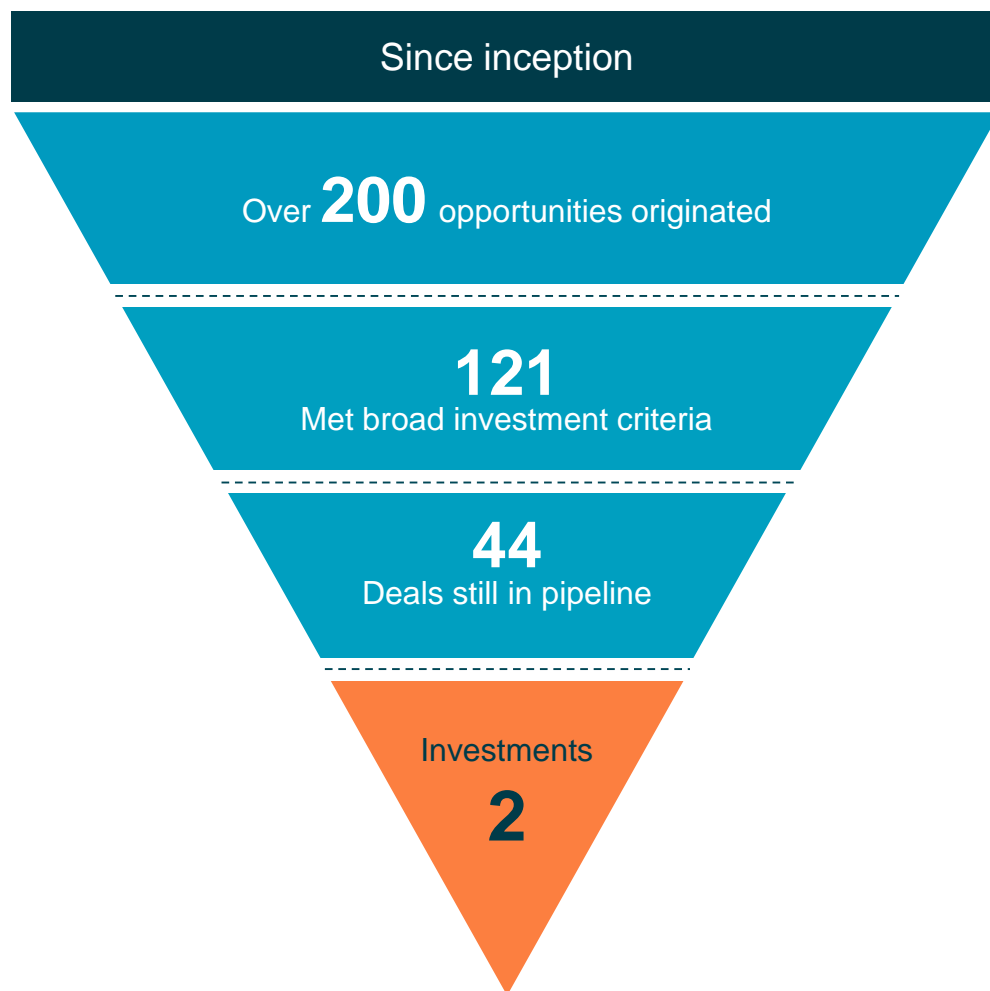 Since inception
Over 200 opportunities originated
121
Met broad investment criteria
44
Deals still in pipeline
Investments
2